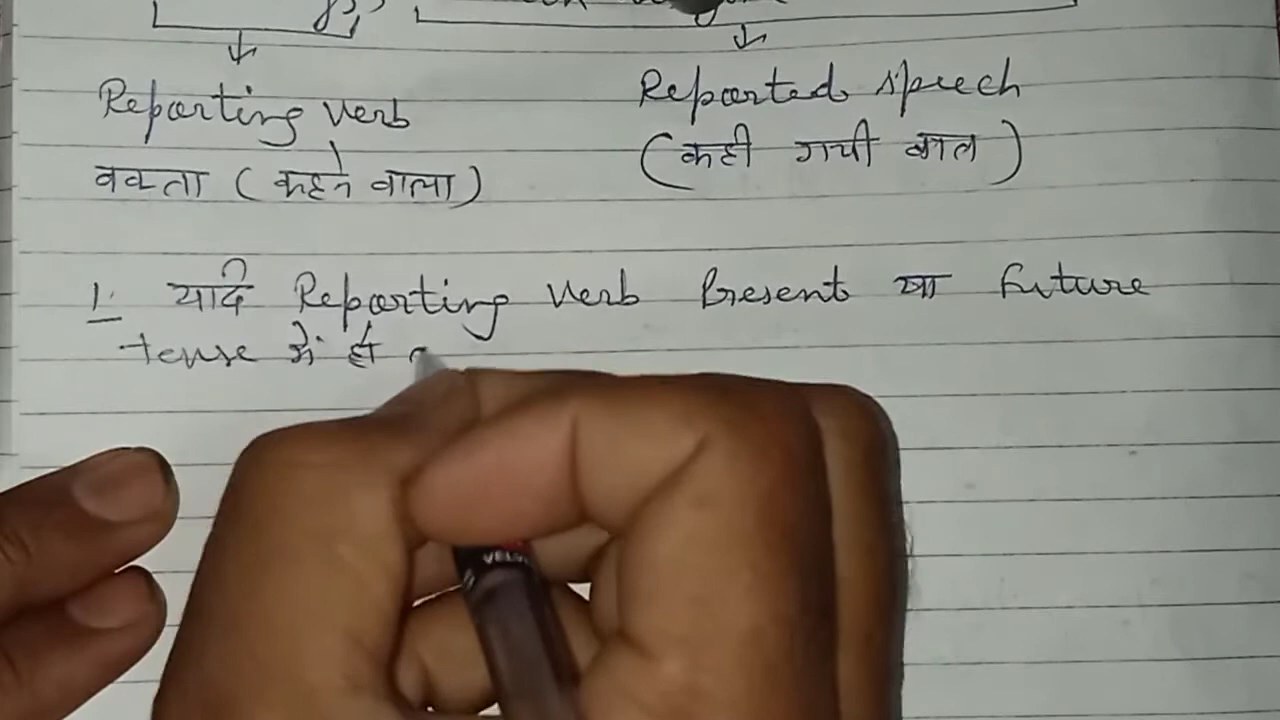 Reporting verb
Reported speech
वक्ता (कहने वाला)
(कही गयी बात)
1. यदि Reporting verb Present या future
tense में हो